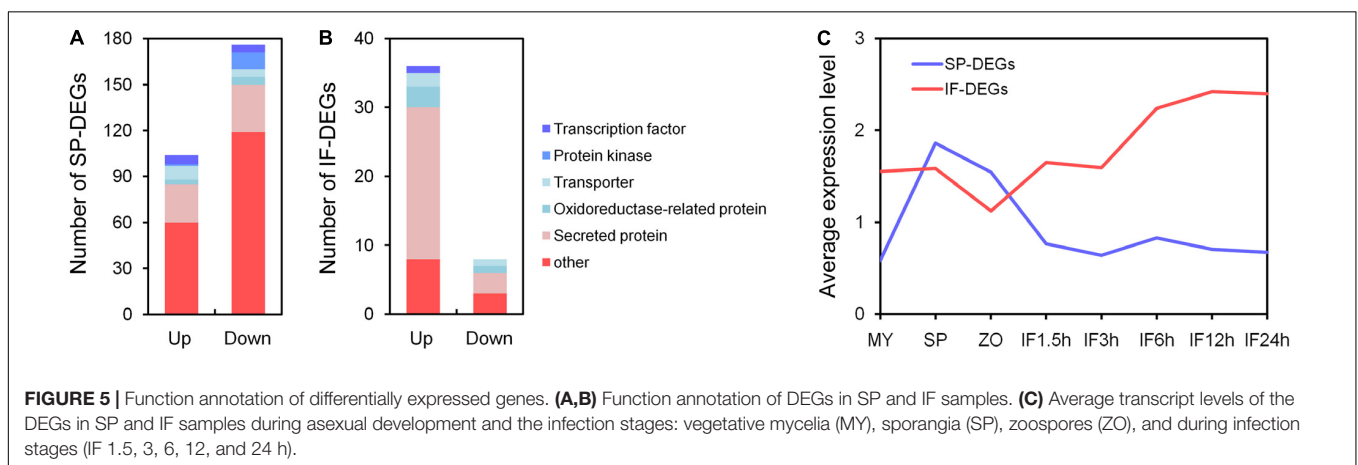 A
Number of SP-DEGs
180
150
120
90
60
30
0
Up
Down
B
Number of IF-DEGs
40
30
20
10
0
Up
Down
Transcription factor
Protein kinase
Transporter
Oxidoreductase-related protein
Secreted protein
other
C
Average expression level
3
2
1
0
SP-DEGs
IF-DEGs
MY
SP
ZO
IF1.5h
IF3h
IF6h
IF12h
IF24h
FIGURE 5 | Function annotation of differentially expressed genes. (A,B) Function annotation of DEGs in SP and IF samples. (C) Average transcript levels of the
DEGs in SP and IF samples during asexual development and the infection stages: vegetative mycelia (MY), sporangia (SP), zoospores (ZO), and during infection
stages (IF 1.5, 3, 6, 12, and 24 h).